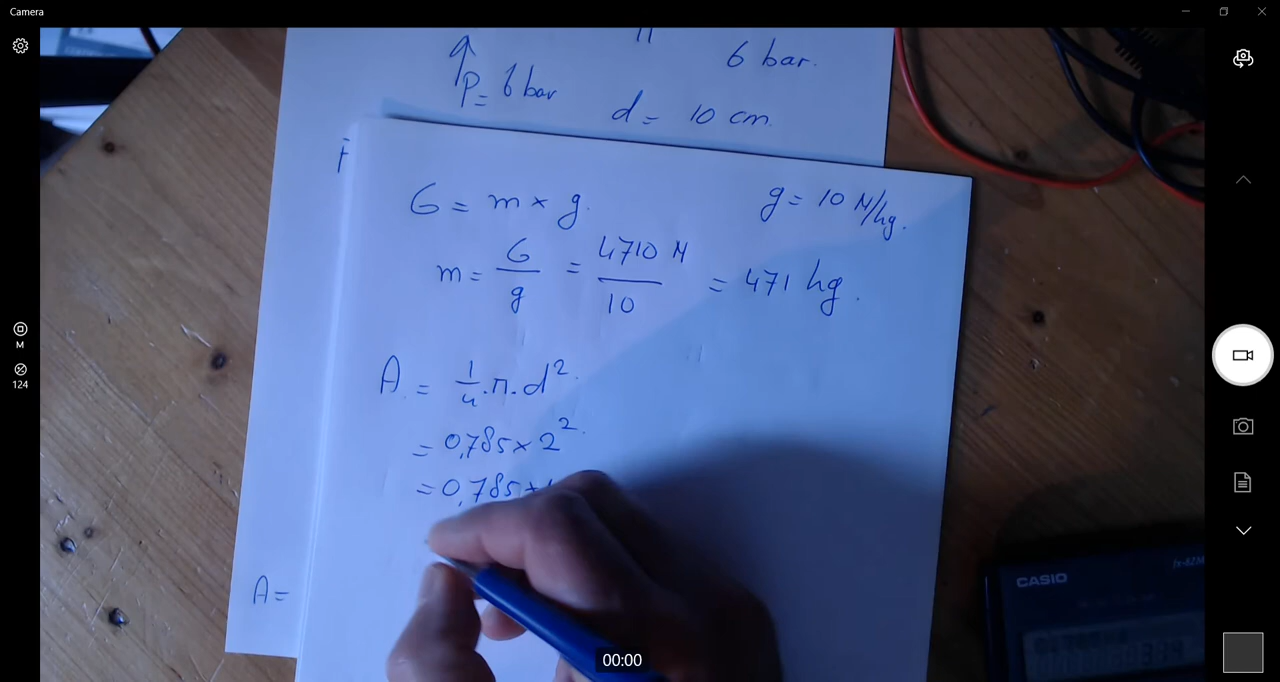 Camera
6 bar.
P= 6 bar
d= 10 cm
F
G = m × g.
g= 10 N/kg.
m = G/g = 4710 N/10 = 471 kg.
A. = 1/4 . π . d².
= 0,785 × 2².
= 0,785 ×
A =
CASIO
M
124
00:00